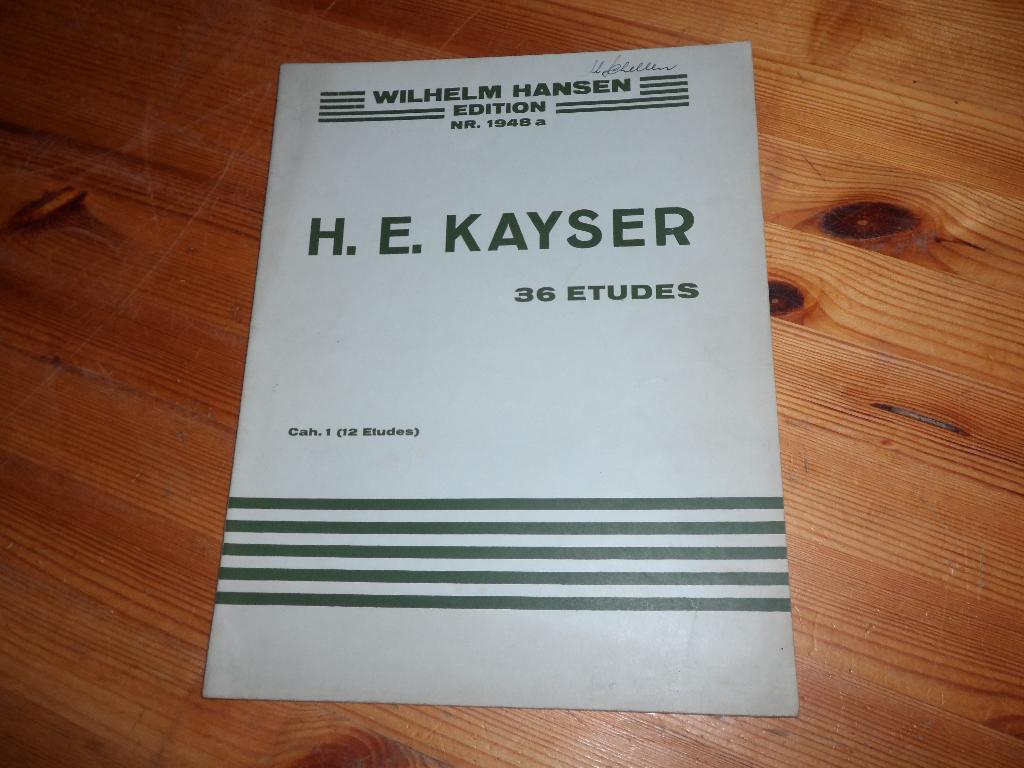 WILHELM HANSEN
EDITION
NR. 1948 a
H. E. KAYSER
36 ETUDES
Cah. 1 (12 Etudes)